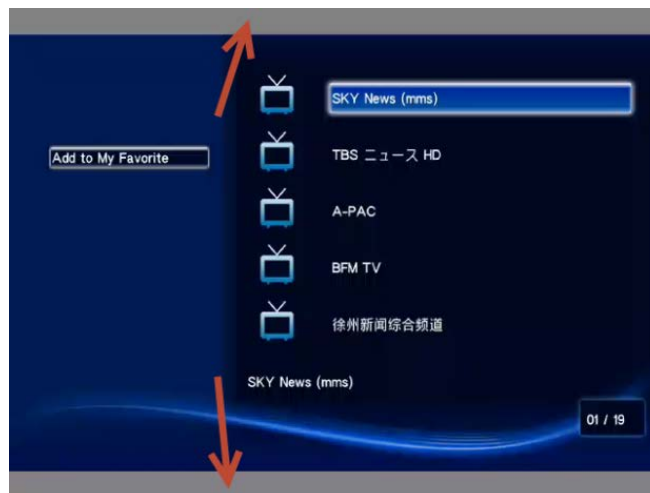 SKY News (mms)
Add to My Favorite
TBS ニュース HD
A-PAC
BFM TV
徐州新闻综合频道
SKY News (mms)
01 / 19